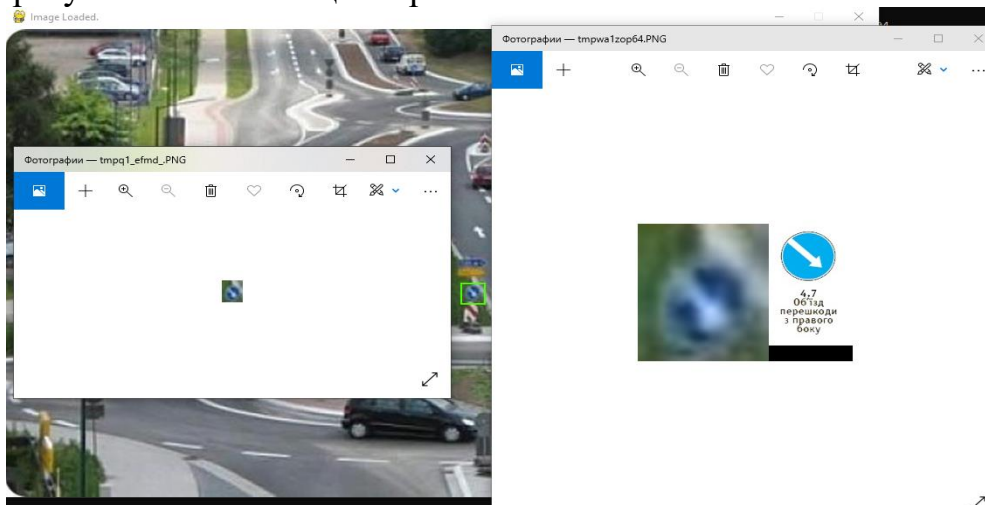 Image Loaded.
Фотографии — tmpwa1zop64.PNG
Фотографии — tmpq1_efmd_.PNG
4.7
Об'їзд
перешкоди
з правого
боку